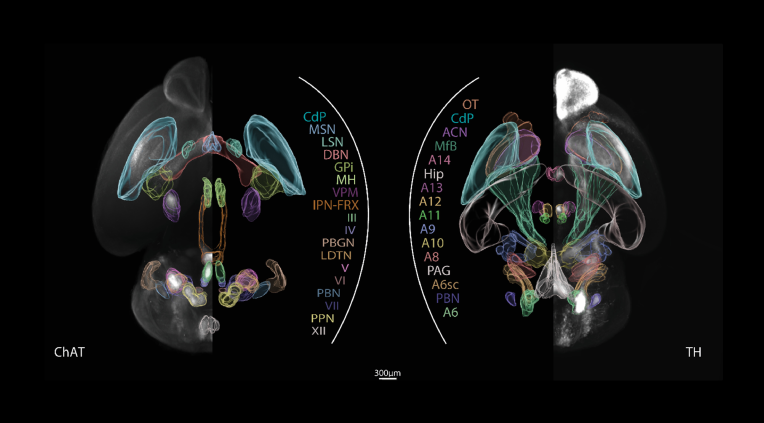 CdP
MSN
LSN
DBN
GPi
MH
VPM
IPN-FRX
III
IV
PBGN
LDTN
V
VI
PBN
VII
PPN
XII
OT
CdP
ACN
MfB
A14
Hip
A13
A12
A11
A9
A10
A8
PAG
A6sc
PBN
A6
ChAT
TH
300µm